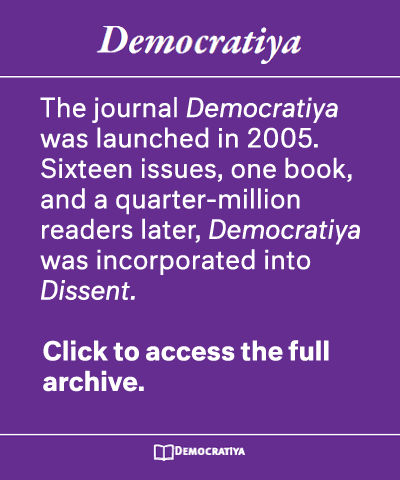 Democratiya
The journal Democratiya
was launched in 2005.
Sixteen issues, one book,
and a quarter-million
readers later, Democratiya
was incorporated into
Dissent.
Click to access the full
archive.
DEMOCRATIYA